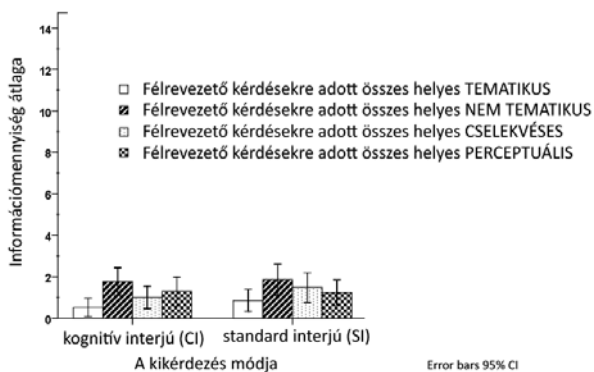 14
12
10
8
6
4
2
0
Információmennyiség átlaga
Félrevezető kérdésekre adott összes helyes TEMATIKUS
Félrevezető kérdésekre adott összes helyes NEM TEMATIKUS
Félrevezető kérdésekre adott összes helyes CSELEKVÉSES
Félrevezető kérdésekre adott összes helyes PERCEPTUÁLIS
kognitív interjú (CI)
standard interjú (SI)
A kikérdezés módja
Error bars 95% CI